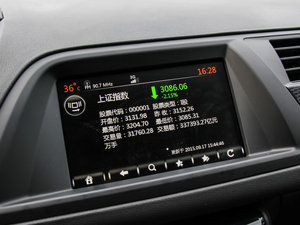 36℃ 90.7 MHz 3G 16:28
上证指数 3086.06
-2.15%
股票代码: 000001 股票类型: A股
开盘价: 3131.98 昨 收: 3152.26
最高价: 3204.70 最低价: 3085.31
交易量: 31760.28 交易额: 337393.27亿元
万手
更新于 2015.09.17 15:44:46